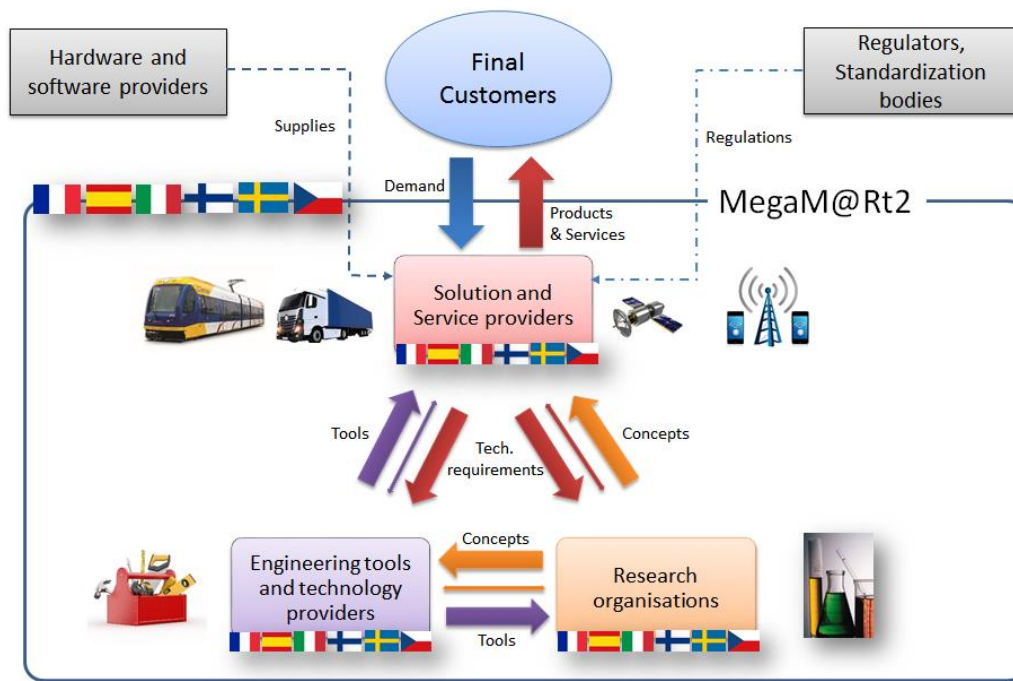 Hardware and
software providers
Final
Customers
Regulators,
Standardization
bodies
Supplies
Regulations
Demand
Products
& Services
MegaM@Rt2
Solution and
Service providers
Tools
Tech.
requirements
Concepts
Concepts
Engineering tools
and technology
providers
Research
organisations
Tools